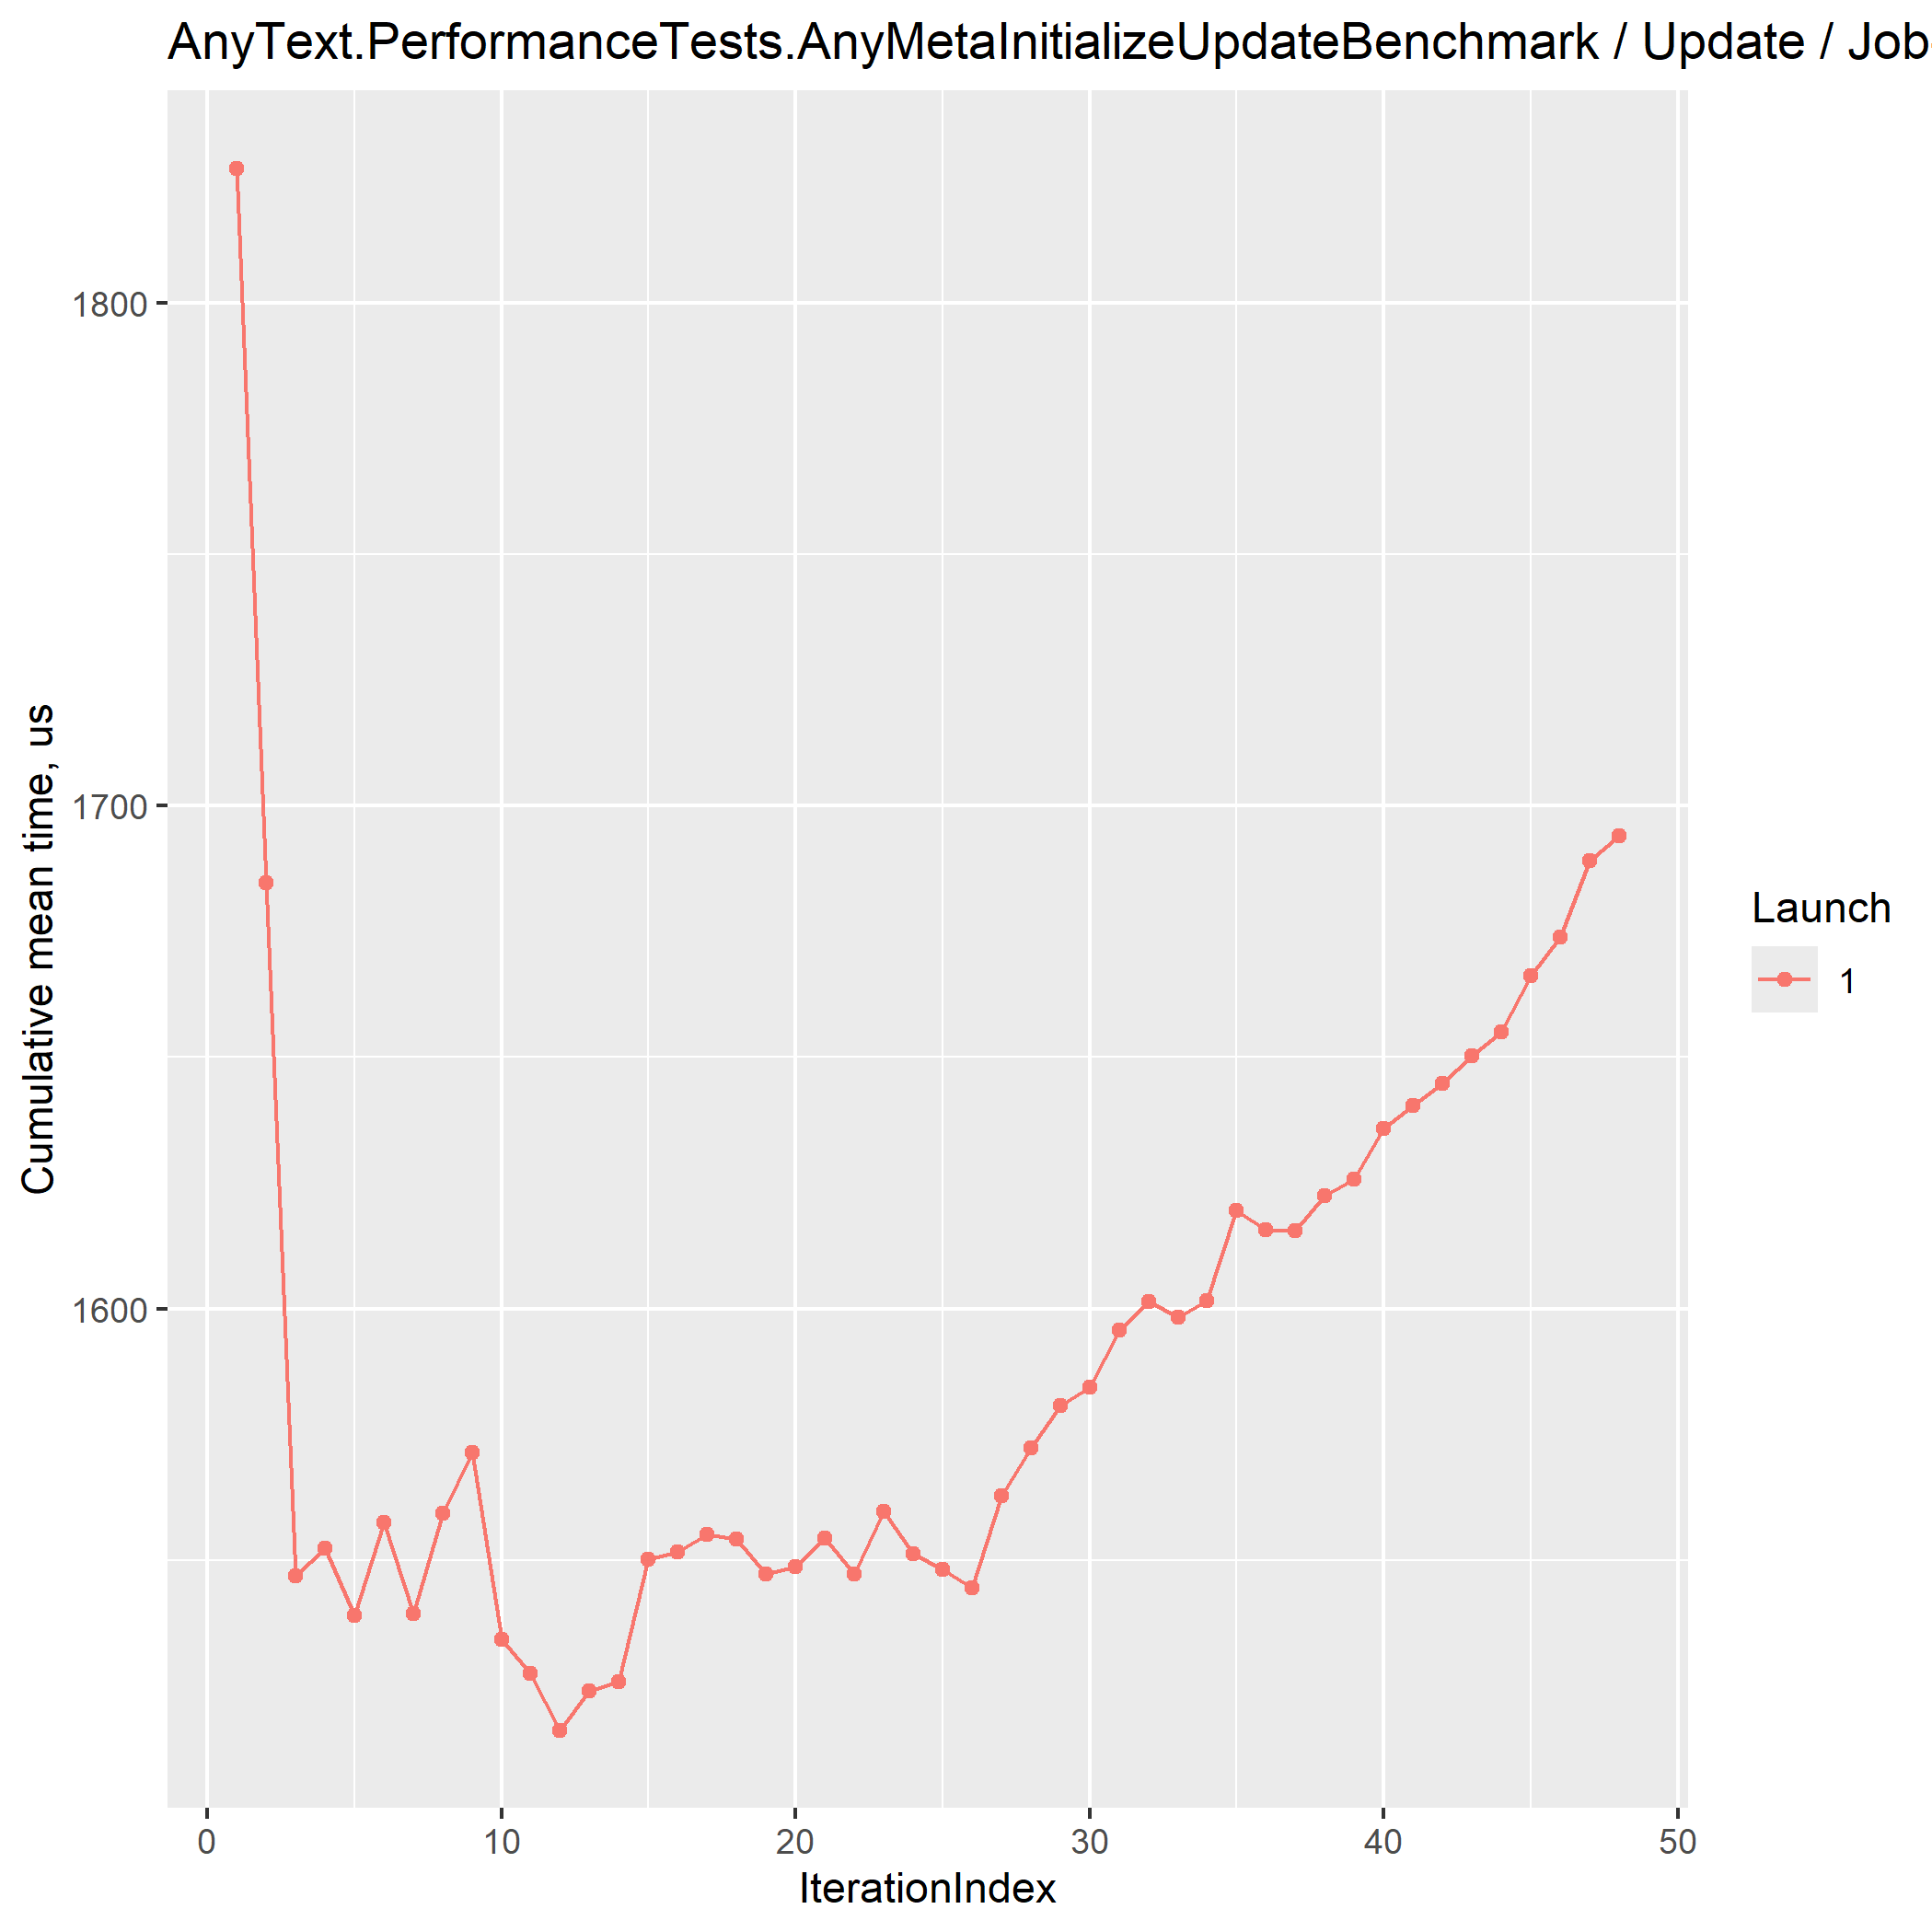 AnyText.PerformanceTests.AnyMetaInitializeUpdateBenchmark / Update / Job
Cumulative mean time, us
1800
1700
1600
0 10 20 30 40 50
IterationIndex
Launch
1